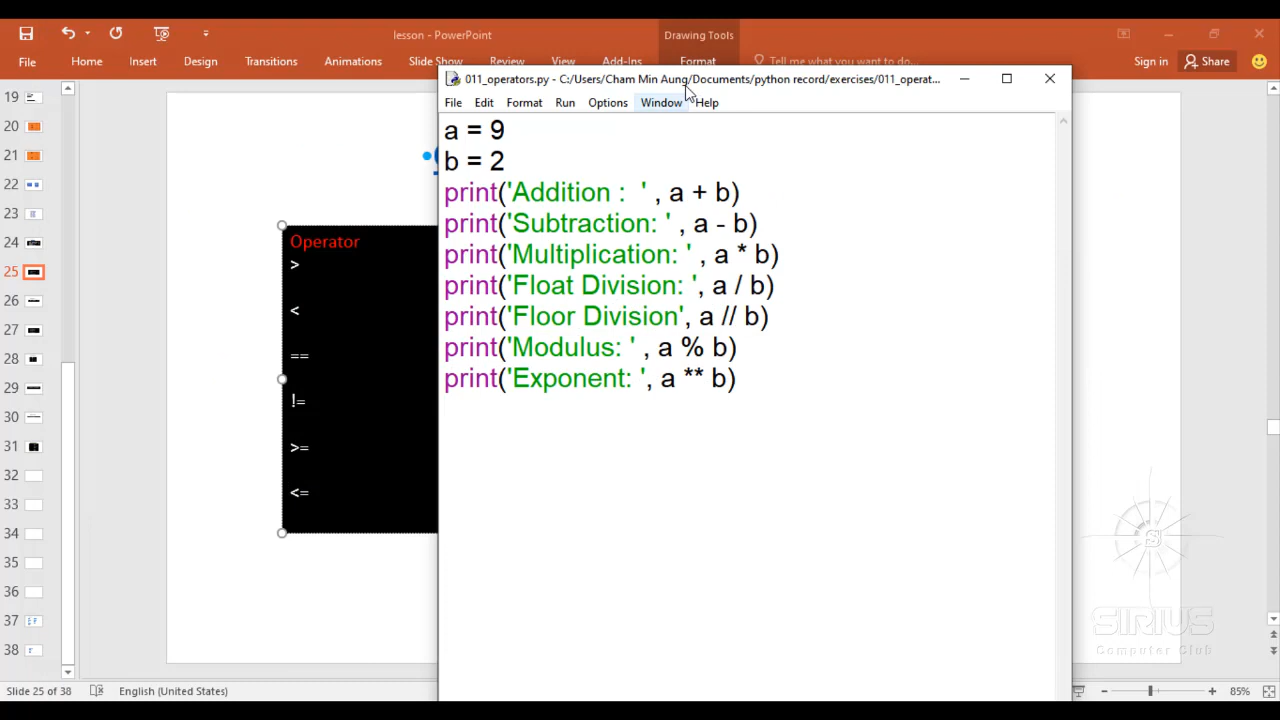 lesson - PowerPoint
Drawing Tools
File
Home
Insert
Design
Transitions
Animations
Slide Show
Review
View
Add-Ins
Format
Tell me what you want to do...
Sign in
Share
011_operators.py - C:/Users/Cham Min Aung/Documents/python record/exercises/011_operat...
File Edit Format Run Options Window Help
a = 9
b = 2
print('Addition :  ' , a + b)
print('Subtraction: ' , a - b)
print('Multiplication: ' , a * b)
print('Float Division: ', a / b)
print('Floor Division', a // b)
print('Modulus: ' , a % b)
print('Exponent: ', a ** b)
Operator
>
<
==
!=
>=
<=
19
20
21
22
23
24
25
26
27
28
29
30
31
32
33
34
35
36
37
38
SIRIUS
Computer Club
Slide 25 of 38
English (United States)
85%